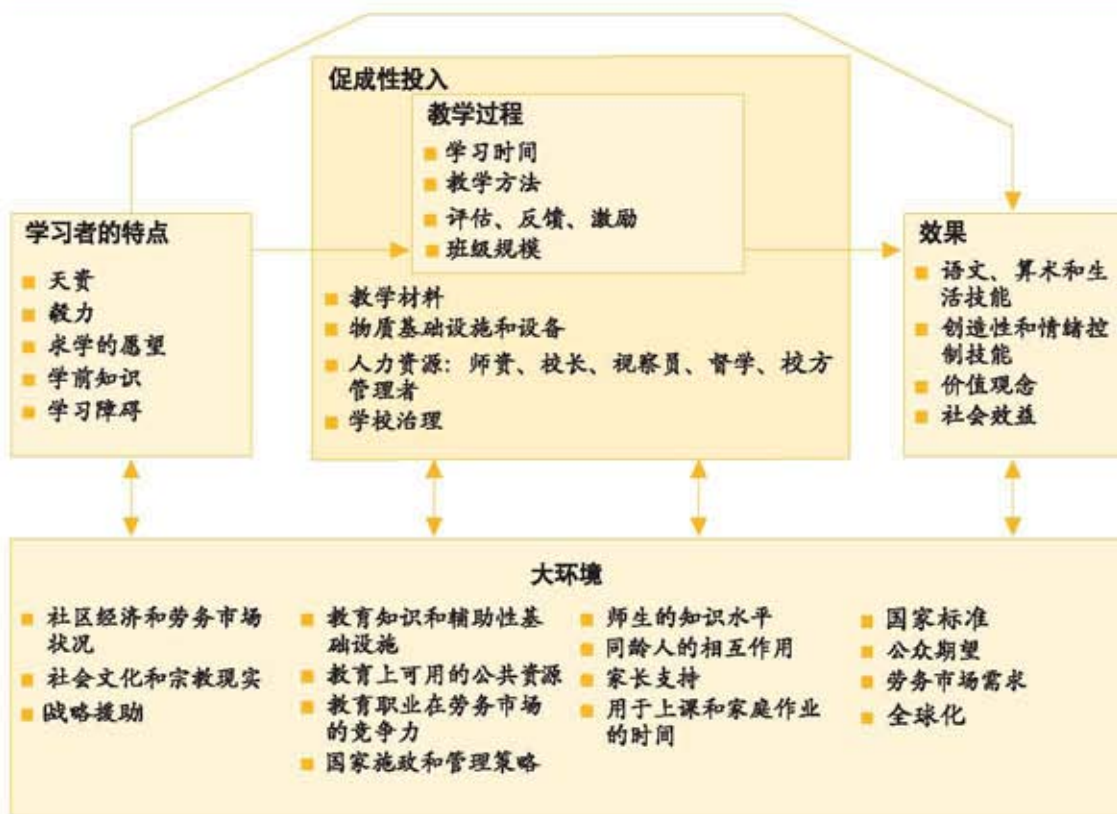 促成性投入
教学过程
学习时间
教学方法
评估、反馈、激励
班级规模
教学材料
物质基础设施和设备
人力资源：师资、校长、视察员、督学、校方
管理者
学校治理
学习者的特点
天资
毅力
求学的愿望
学前知识
学习障碍
效果
语文、算术和生
活技能
创造性和情绪控
制技能
价值观念
社会效益
大环境
社区经济和劳务市场
状况
社会文化和宗教现实
战略援助
教育知识和辅助性基
础设施
教育上可用的公共资源
教育职业在劳务市场
的竞争力
国家施政和管理策略
师生的知识水平
同龄人的相互作用
家长支持
用于上课和家庭作业
的时间
国家标准
公众期望
劳务市场需求
全球化